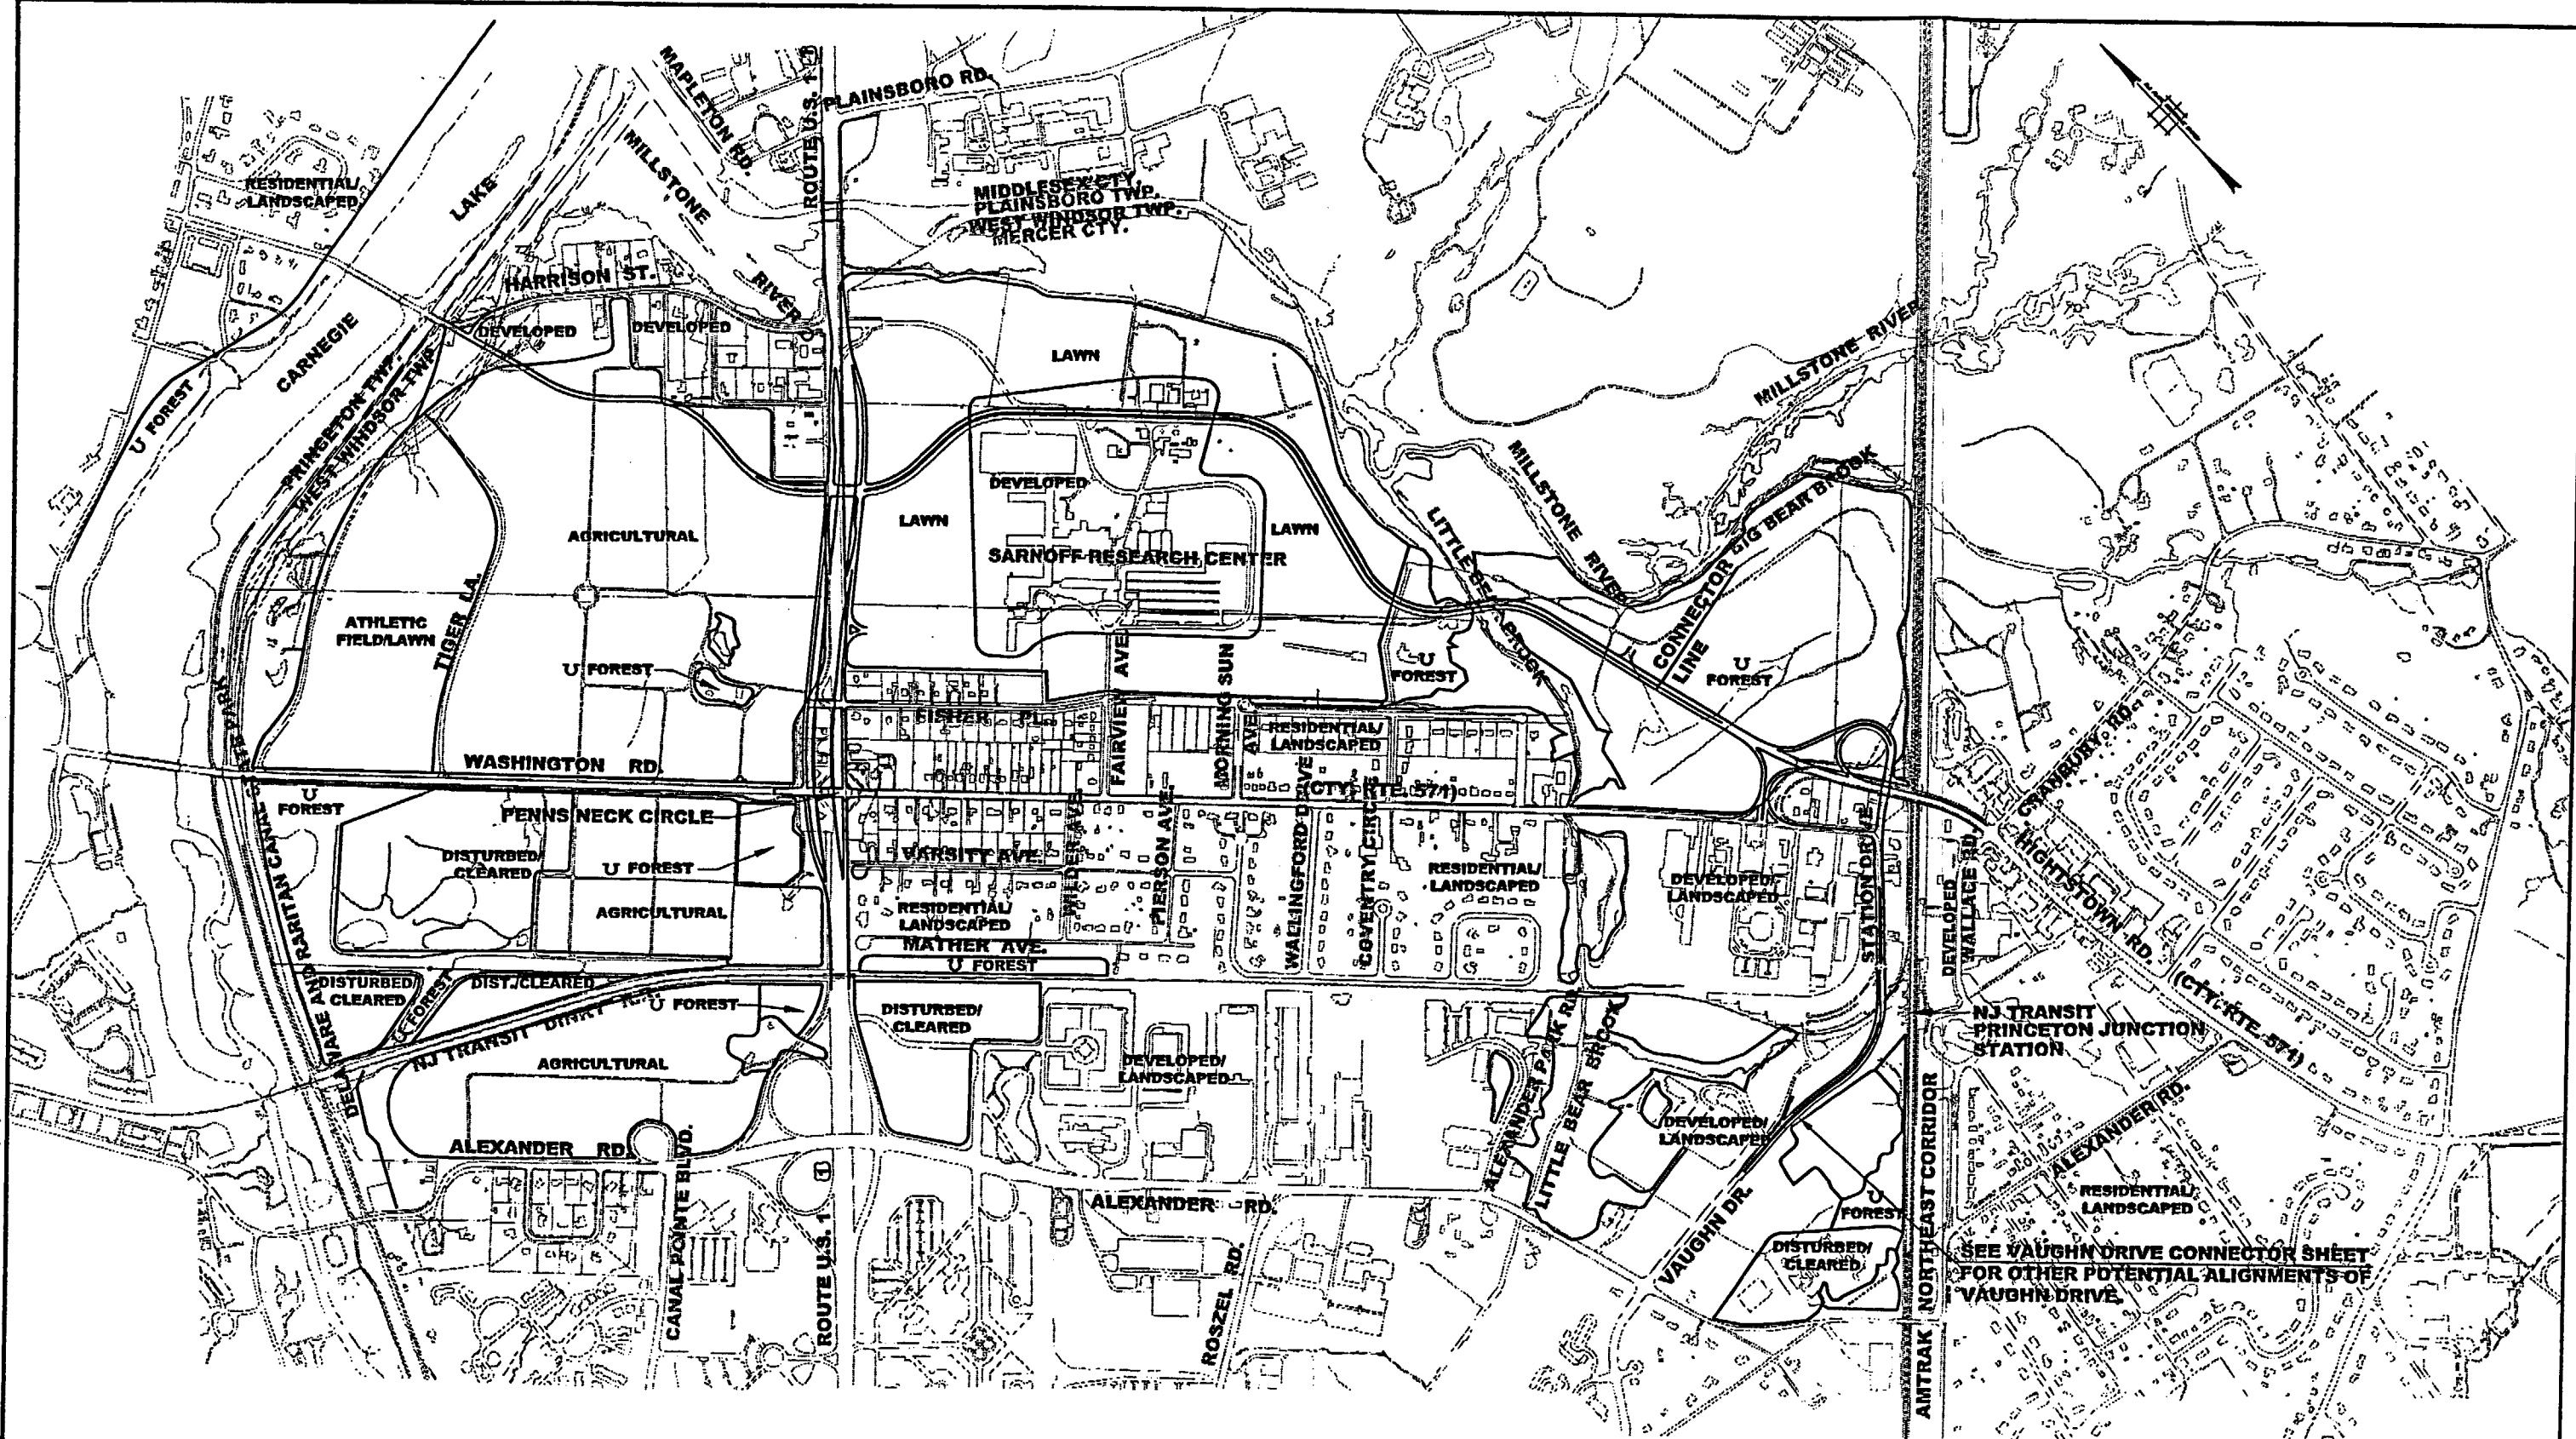 MAPLETON RD.
ROUTE U.S. 1
PLAINSBORO RD.
MILLSTONE
RIVER
MIDDLESEX CTY.
PLAINSBORO TWP.
WEST WINDSOR TWP.
MERCER CTY.
RESIDENTIAL/
LANDSCAPED
LAKE
CARNEGIE
HARRISON ST.
DEVELOPED
DEVELOPED
LAWN
MILLSTONE RIVER
U FOREST
PRINCETON TWP.
WEST WINDSOR TWP.
DEVELOPED
LAWN
LAWN
SARNOFF RESEARCH CENTER
AGRICULTURAL
MILLSTONE RIVER
LITTLE BEAR BROOK
BIG BEAR BROOK
CONNECTOR
LINE
ATHLETIC
FIELD/LAWN
TIGER LA.
U FOREST
U
FOREST
U
FOREST
FISHER PL.
FAIRVIEW AVE.
MORNING SUN
AVE.
RESIDENTIAL/
LANDSCAPED
WASHINGTON RD.
(CTY. RTE. 571)
CRANBURY RD.
U
FOREST
PENNS NECK CIRCLE
DISTURBED/
CLEARED
U FOREST
VARSITY AVE.
WILDER AVE.
PIERSON AVE.
WALLINGFORD DRIVE
COVENTRY CIRCLE
RESIDENTIAL/
LANDSCAPED
DEVELOPED/
LANDSCAPED
STATION DRIVE
DEVELOPED
WALLACE RD.
HIGHTSTOWN RD.
(CTY. RTE. 571)
AGRICULTURAL
RESIDENTIAL/
LANDSCAPED
MATHER AVE.
U FOREST
DELAWARE AND RARITAN CANAL STATE PARK
DISTURBED/
CLEARED
U FOREST
DIST./CLEARED
NJ TRANSIT DINKY R.R.
U FOREST
DISTURBED/
CLEARED
AGRICULTURAL
DEVELOPED/
LANDSCAPED
ALEXANDER PARK RD.
LITTLE BEAR BROOK
DEVELOPED/
LANDSCAPED
NJ TRANSIT
PRINCETON JUNCTION
STATION
ALEXANDER RD.
ALEXANDER RD.
CANAL POINTE BLVD.
1
ROUTE U.S. 1
ALEXANDER RD.
ROSZEL RD.
VAUGHN DR.
U
FOREST
DISTURBED/
CLEARED
AMTRAK NORTHEAST CORRIDOR
RESIDENTIAL/
LANDSCAPED
SEE VAUGHN DRIVE CONNECTOR SHEET
FOR OTHER POTENTIAL ALIGNMENTS OF
VAUGHN DRIVE.